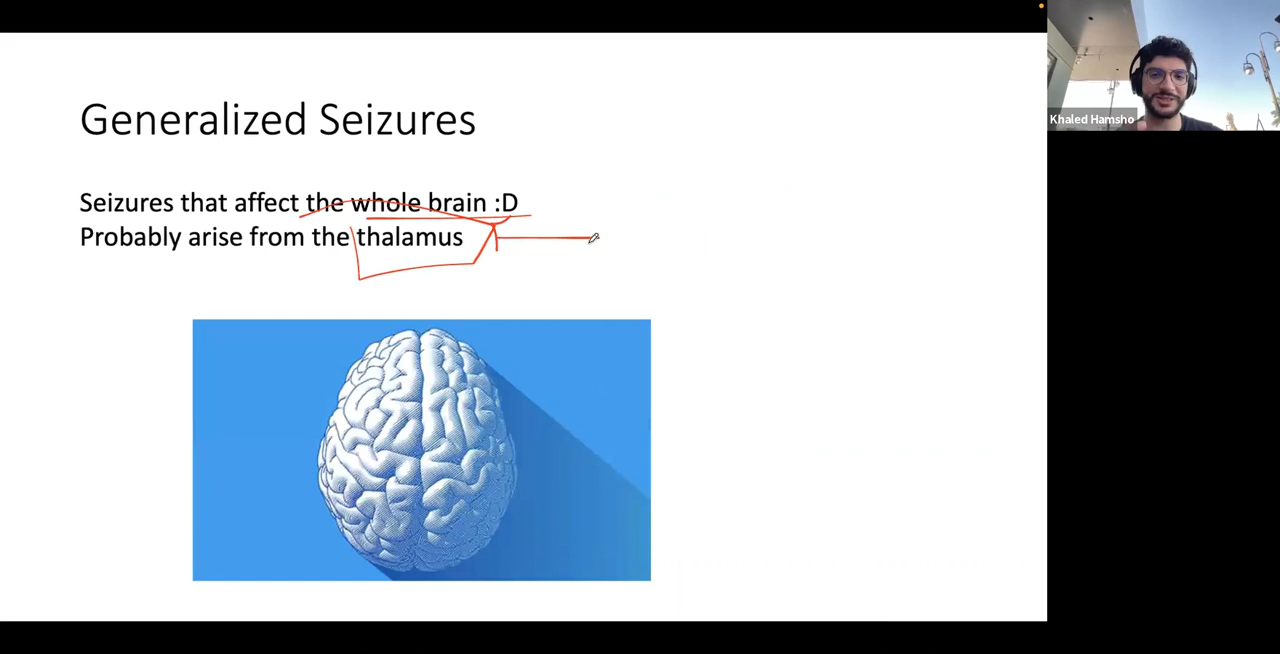 Generalized Seizures
Seizures that affect the whole brain :D
Probably arise from the thalamus
Khaled Hamsho